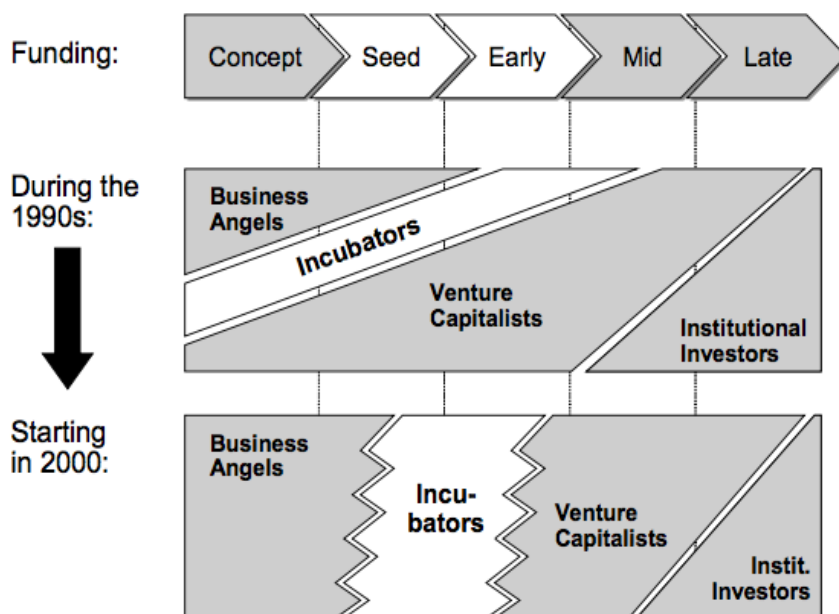 Funding:
Concept
Seed
Early
Mid
Late
During the
1990s:
Business
Angels
Incubators
Venture
Capitalists
Institutional
Investors
Starting
in 2000:
Business
Angels
Incu-
bators
Venture
Capitalists
Instit.
Investors